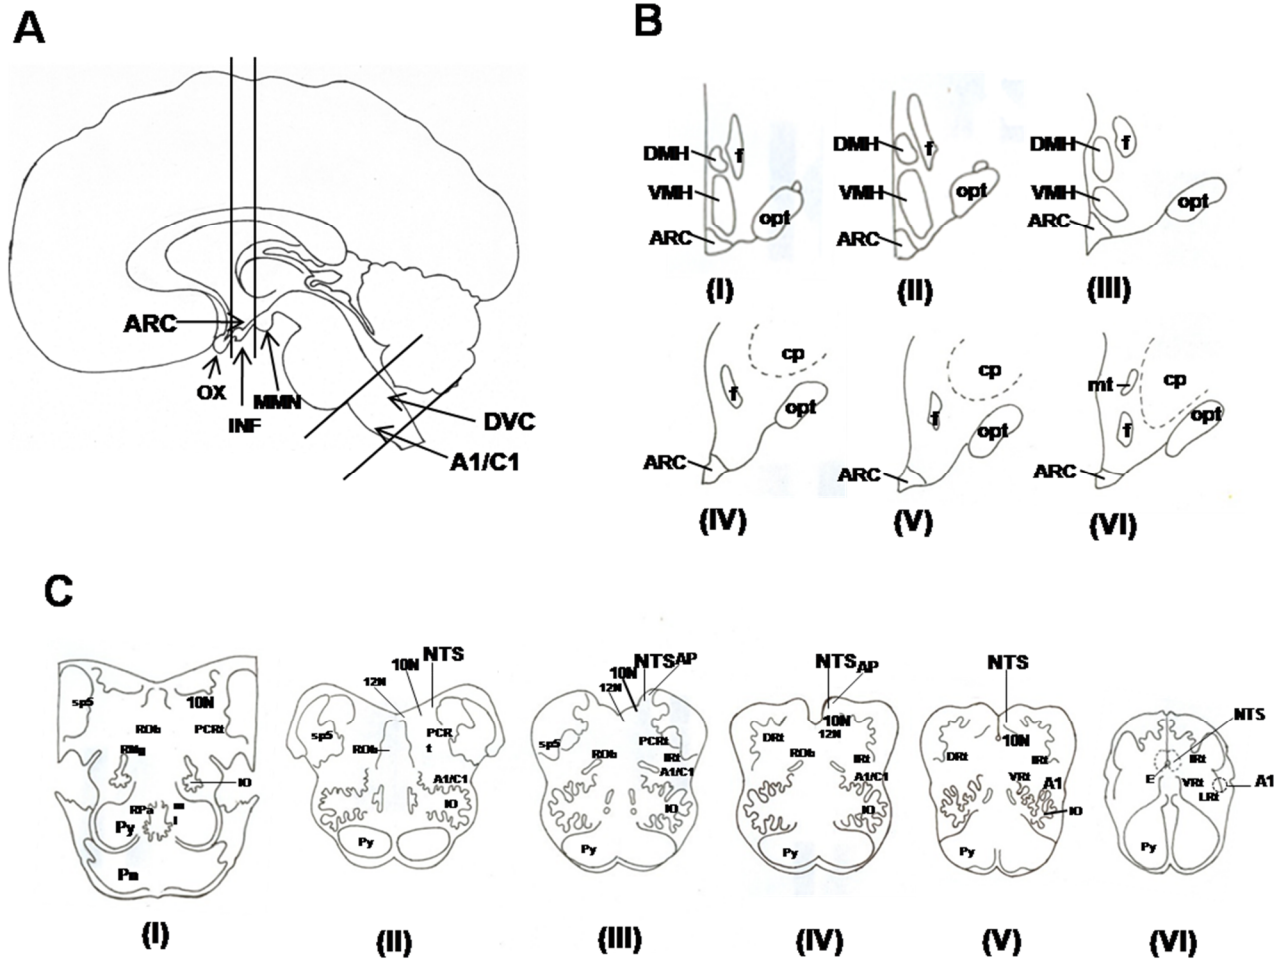 A
ARC
OX
INF
MMN
DVC
A1/C1
B
DMH
f
VMH
opt
ARC
(I)
DMH
f
VMH
opt
ARC
(II)
DMH
f
VMH
opt
ARC
(III)
cp
f
opt
ARC
(IV)
cp
f
opt
ARC
(V)
mt
cp
f
opt
ARC
(VI)
C
sp5
10N
ROb
PCRt
RMg
IO
RPa
m
l
Py
Pn
(I)
NTS
10N
12N
sp5
PCR
t
ROb
A1/C1
IO
Py
(II)
NTS
AP
10N
12N
sp5
PCRt
ROb
IRt
A1/C1
IO
Py
(III)
NTS
AP
10N
12N
DRt
ROb
IRt
A1/C1
IO
Py
(IV)
NTS
10N
DRt
IRt
VRt
A1
IO
Py
(V)
NTS
IRt
E
VRt
A1
LRt
Py
(VI)